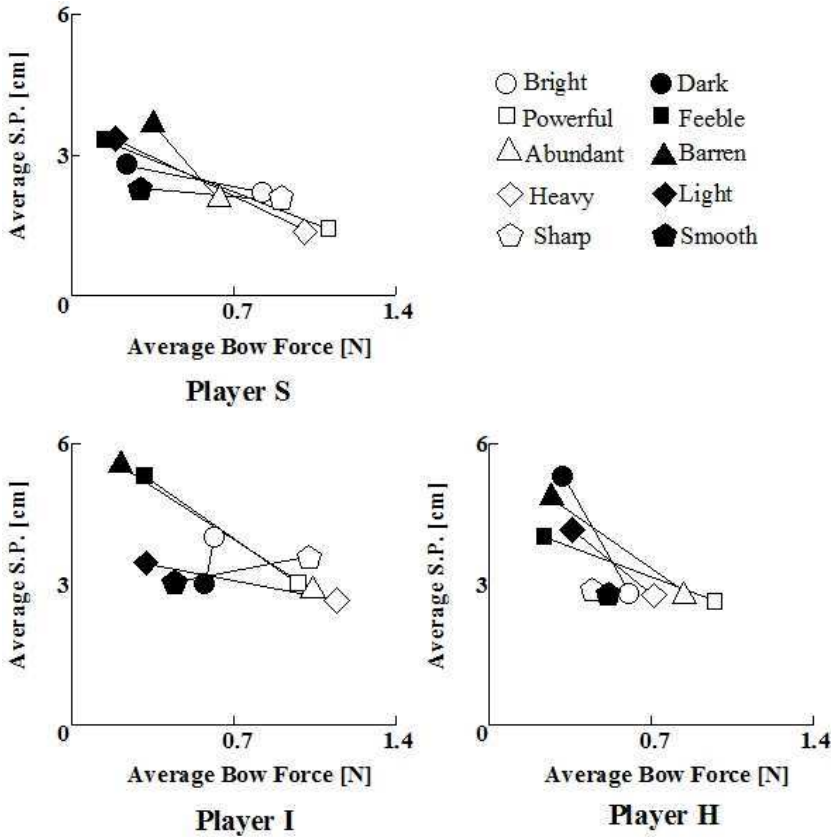 6
3
0
0.7
1.4
Average S.P. [cm]
Average Bow Force [N]
Player S
Bright
Dark
Powerful
Feeble
Abundant
Barren
Heavy
Light
Sharp
Smooth
6
3
0
0.7
1.4
Average S.P. [cm]
Average Bow Force [N]
Player I
6
3
0
0.7
1.4
Average S.P. [cm]
Average Bow Force [N]
Player H